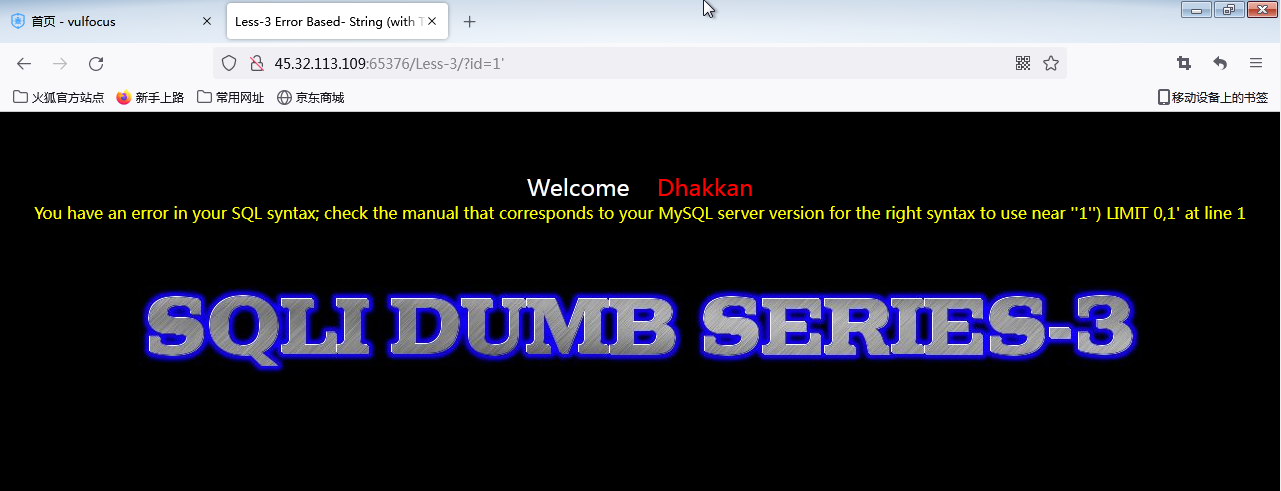 首页 - vulfocus
Less-3 Error Based- String (with T
45.32.113.109:65376/Less-3/?id=1'
火狐官方站点 新手上路 常用网址 京东商城 移动设备上的书签
Welcome Dhakkan
You have an error in your SQL syntax; check the manual that corresponds to your MySQL server version for the right syntax to use near ''1'') LIMIT 0,1' at line 1
SQLI DUMB SERIES-3